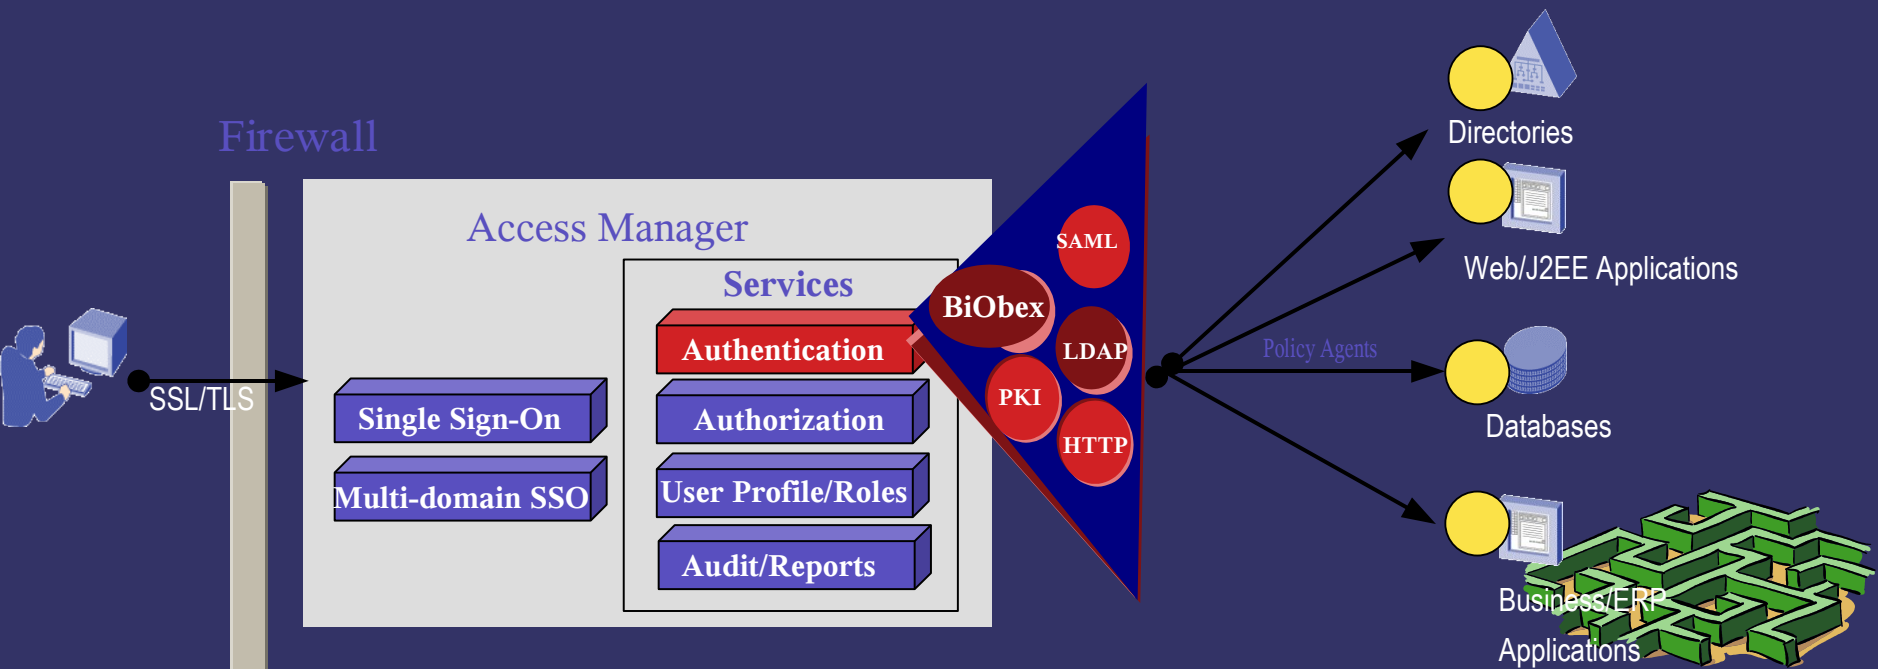 Firewall
SSL/TLS
Access Manager
Single Sign-On
Multi-domain SSO
Services
Authentication
Authorization
User Profile/Roles
Audit/Reports
SAML
BiObex
LDAP
PKI
HTTP
Policy Agents
Directories
Web/J2EE Applications
Databases
Business/ERP
Applications